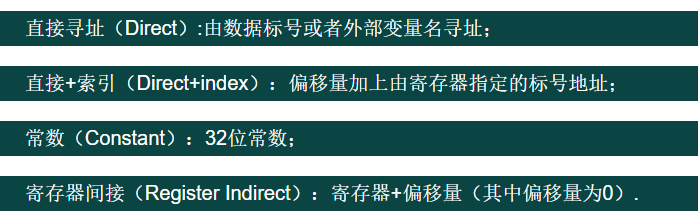 直接寻址（Direct）:由数据标号或者外部变量名寻址；
直接+索引（Direct+index）：偏移量加上由寄存器指定的标号地址；
常数（Constant）：32位常数；
寄存器间接（Register Indirect）：寄存器+偏移量（其中偏移量为0）.